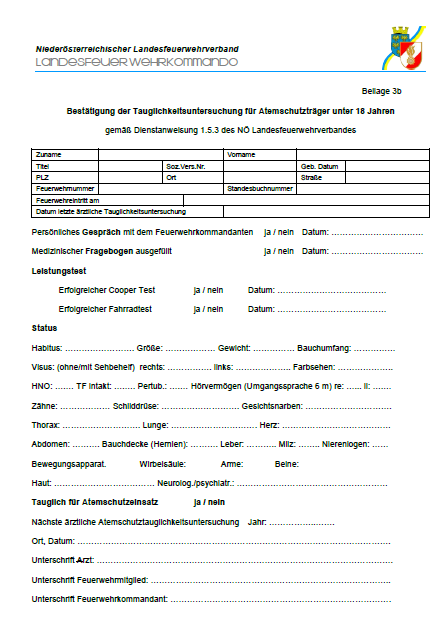 Niederösterreichischer Landesfeuerwehrverband
LANDESFEUERWEHRKOMMANDO
Beilage 3b
Bestätigung der Tauglichkeitsuntersuchung für Atemschutzträger unter 18 Jahren
gemäß Dienstanweisung 1.5.3 des NÖ Landesfeuerwehrverbandes
Zuname Vorname
Titel Soz.Vers.Nr. Geb. Datum
PLZ Ort Straße
Feuerwehrnummer Standesbuchnummer
Feuerwehreintritt am
Datum letzte ärztliche Tauglichkeitsuntersuchung
Persönliches Gespräch mit dem Feuerwehrkommandanten ja / nein Datum: ……………………………
Medizinischer Fragebogen ausgefüllt ja / nein Datum: ……………………………
Leistungstest
Erfolgreicher Cooper Test ja / nein Datum: …………………………………
Erfolgreicher Fahrradtest ja / nein Datum: …………………………………
Status
Habitus: ……………………. Größe: ……………… Gewicht: …………… Bauchumfang: ……………
Visus: (ohne/mit Sehbehelf) rechts: …………… links: ……………… Farbsehen: ………………..
HNO: ……. TF intakt: ……. Pertub.: ……. Hörvermögen (Umgangssprache 6 m) re: …... li: …….
Zähne: ……………… Schilddrüse: ………………………. Gesichtsnarben: ………………………….
Thorax: ………………………. Lunge: …………………………. Herz: …………………………………
Abdomen: ………. Bauchdecke (Hernien): ………. Leber: ………. Milz: …….. Nierenlogen: ……
Bewegungsapparat. Wirbelsäule: Arme: Beine:
Haut: ……………………………… Neurolog./psychiatr.: ………………………………………………
Tauglich für Atemschutzeinsatz ja / nein
Nächste ärztliche Atemschutztauglichkeitsuntersuchung Jahr: …………………..
Ort, Datum: …………………………………………………………………………………………………
Unterschrift Arzt: ……………………………………………………………………………………………
Unterschrift Feuerwehrmitglied: ……………………………………………………………………………
Unterschrift Feuerwehrkommandant: ………………………………………………………………………